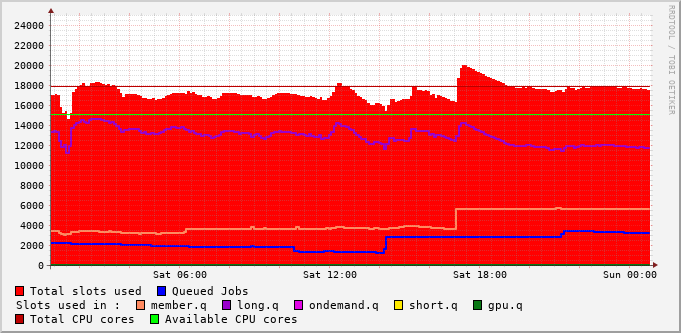 RRDTOOL / TOBI OETIKER
24000
22000
20000
18000
16000
14000
12000
10000
8000
6000
4000
2000
0
Sat 06:00 Sat 12:00 Sat 18:00 Sun 00:00
Total slots used Queued Jobs
Slots used in : member.q long.q ondemand.q short.q gpu.q
Total CPU cores Available CPU cores